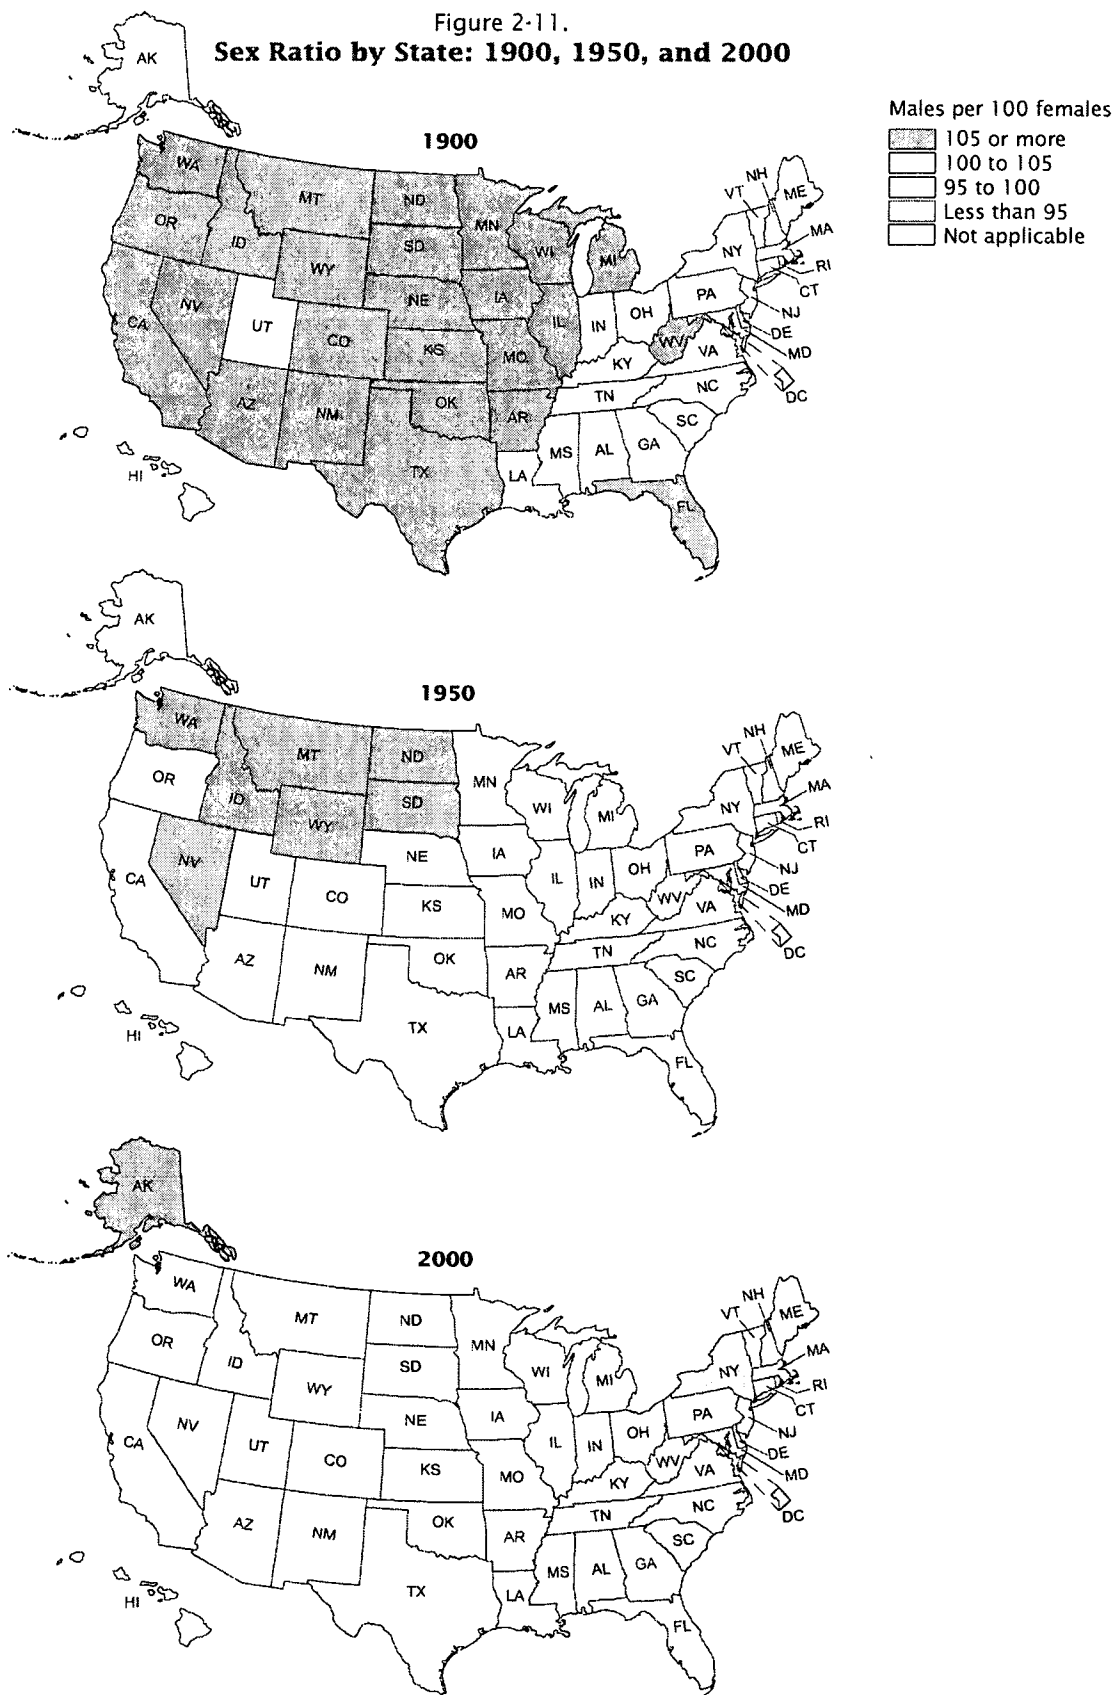 Figure 2-11.
Sex Ratio by State: 1900, 1950, and 2000
Males per 100 females
105 or more
100 to 105
95 to 100
Less than 95
Not applicable
1900
AK
WA
MT
ND
MN
OR
ID
SD
WI
MI
WY
NV
NE
IA
CA
UT
CO
KS
IL
IN
OH
MO
WV
KY
VA
PA
NY
VT
NH
ME
MA
RI
CT
NJ
DE
MD
DC
AZ
NM
OK
AR
TN
NC
SC
TX
LA
MS
AL
GA
FL
HI
1950
AK
WA
MT
ND
MN
OR
ID
SD
WI
MI
WY
NV
NE
IA
CA
UT
CO
KS
IL
IN
OH
MO
WV
KY
VA
PA
NY
VT
NH
ME
MA
RI
CT
NJ
DE
MD
DC
AZ
NM
OK
AR
TN
NC
SC
TX
LA
MS
AL
GA
FL
HI
2000
AK
WA
MT
ND
MN
OR
ID
SD
WI
MI
WY
NV
NE
IA
CA
UT
CO
KS
IL
IN
OH
MO
WV
KY
VA
PA
NY
VT
NH
ME
MA
RI
CT
NJ
DE
MD
DC
AZ
NM
OK
AR
TN
NC
SC
TX
LA
MS
AL
GA
FL
HI